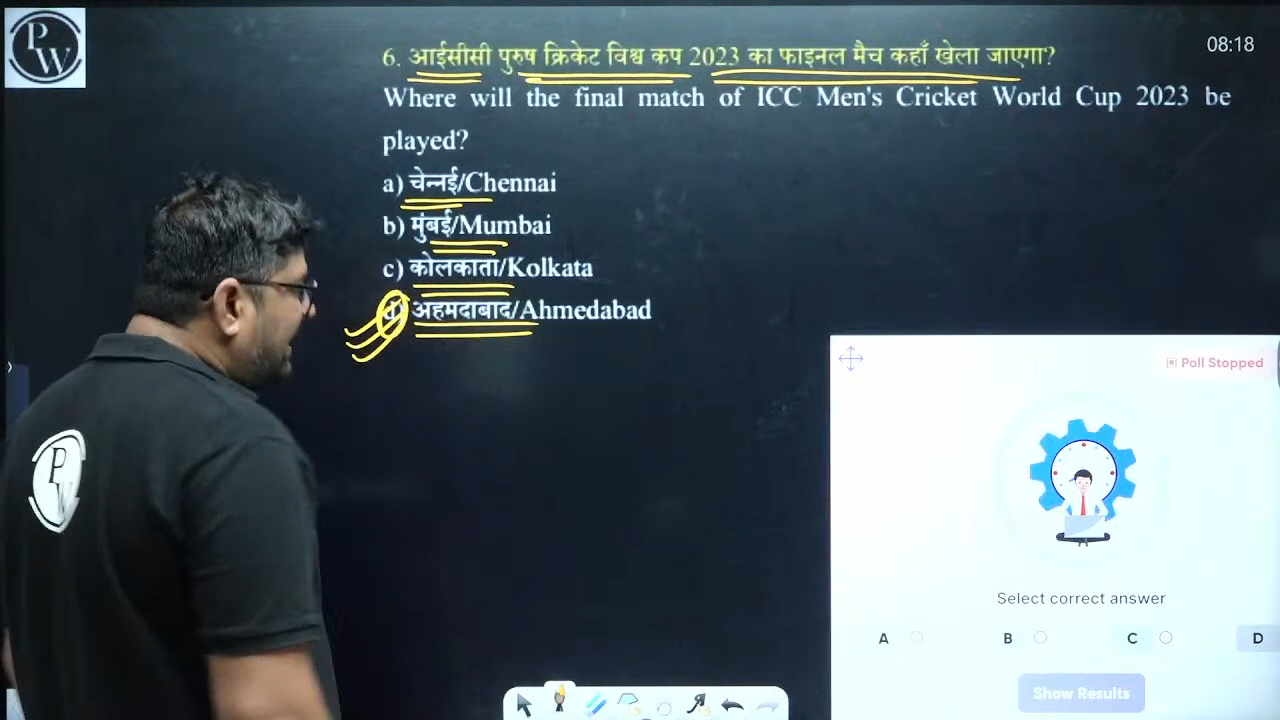 PW
08:18
6. आईसीसी पुरुष क्रिकेट विश्व कप 2023 का फाइनल मैच कहाँ खेला जाएगा?
Where will the final match of ICC Men's Cricket World Cup 2023 be
played?
a) चेन्नई/Chennai
b) मुंबई/Mumbai
c) कोलकाता/Kolkata
d) अहमदाबाद/Ahmedabad
PW
Poll Stopped
Select correct answer
A B C D
Show Results